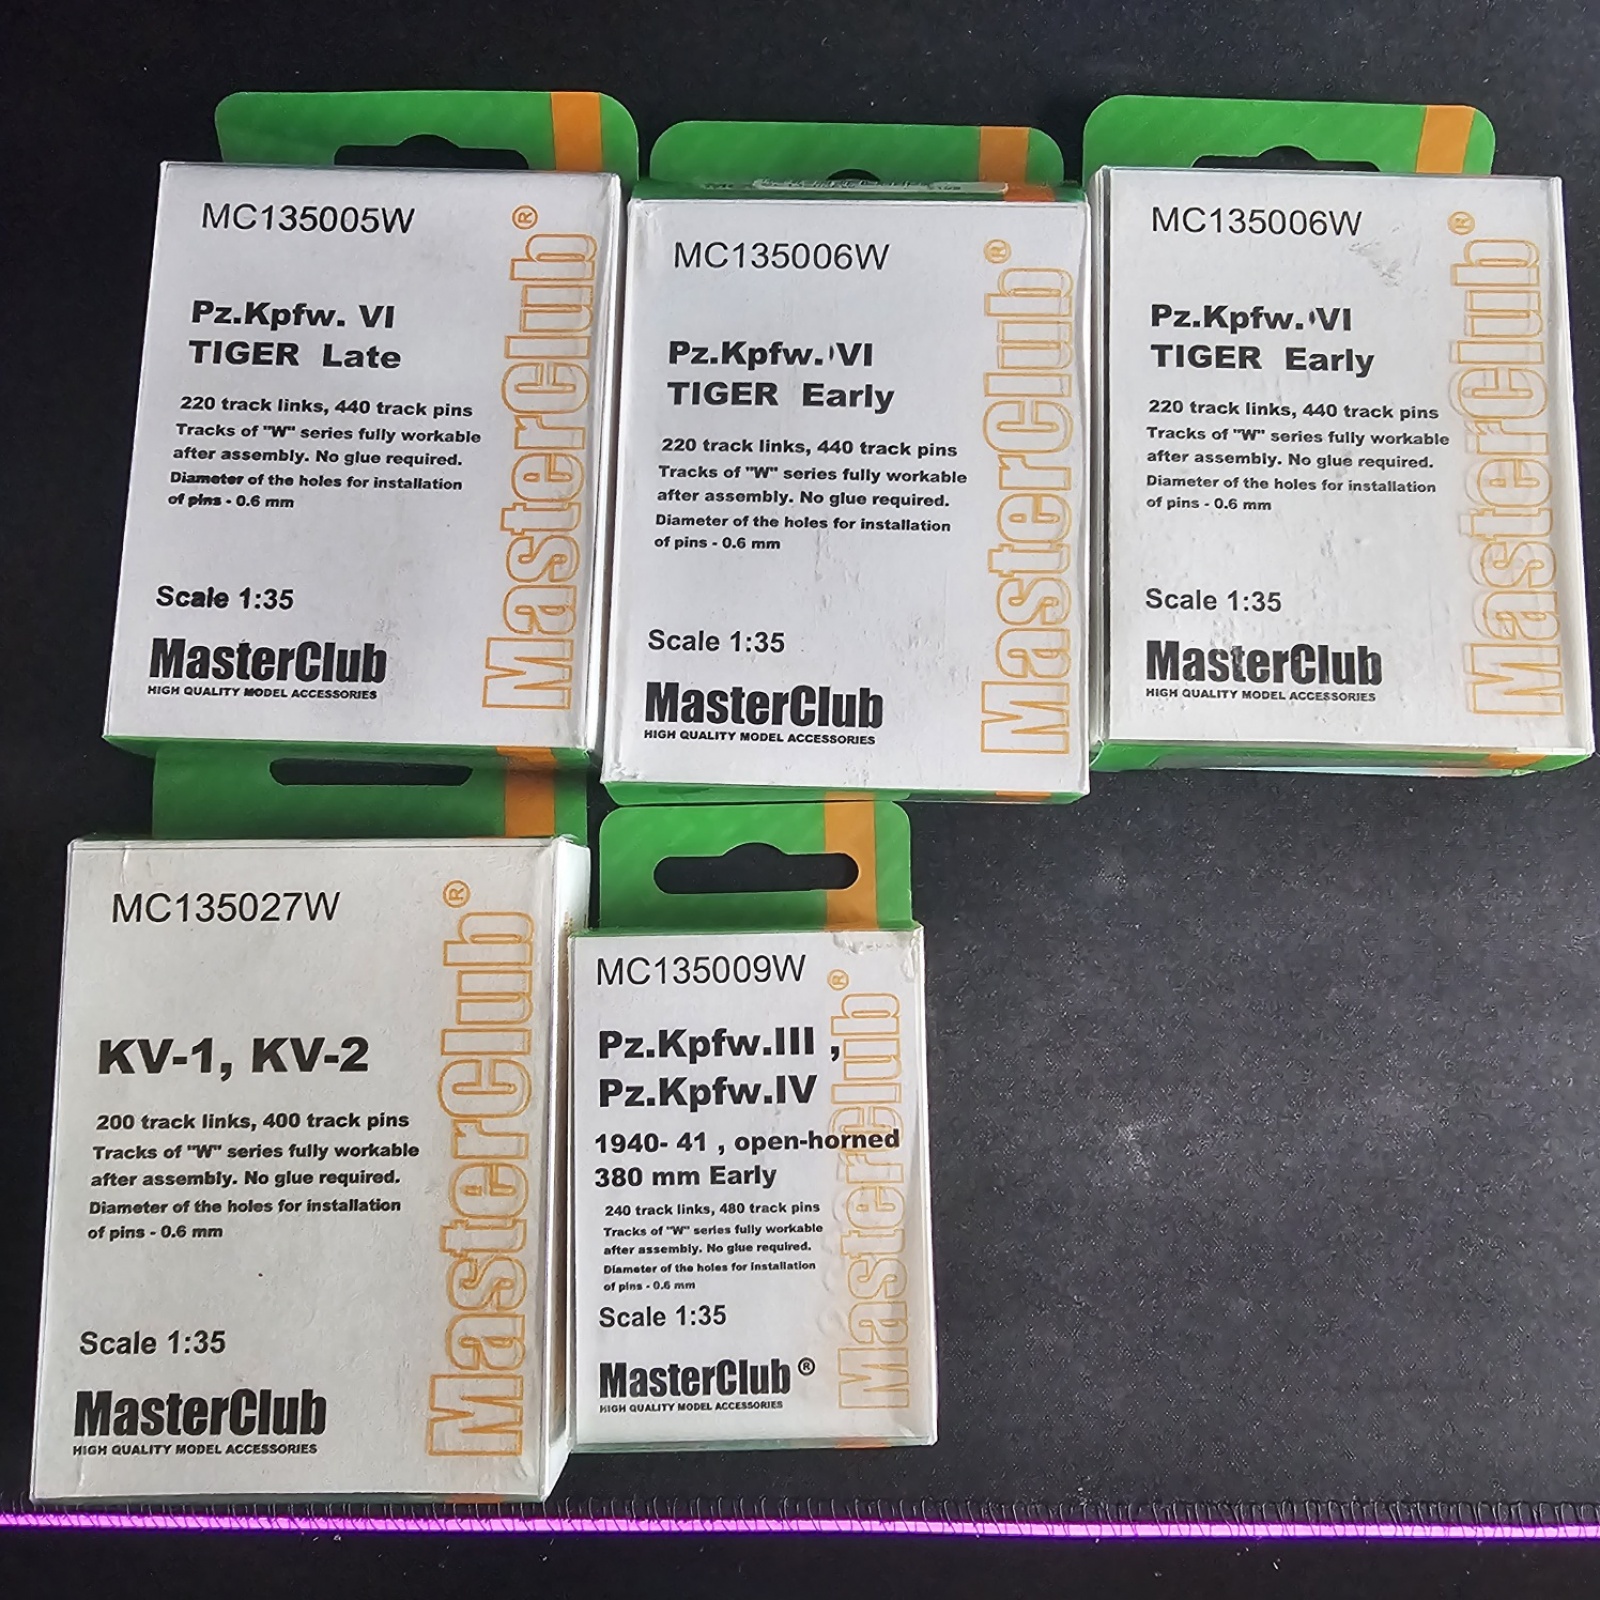 MC135005W
Pz.Kpfw. VI
TIGER Late
220 track links, 440 track pins
Tracks of "W" series fully workable
after assembly. No glue required.
Diameter of the holes for installation
of pins - 0.6 mm
Scale 1:35
MasterClub
HIGH QUALITY MODEL ACCESSORIES
MasterClub®
MC135006W
Pz.Kpfw. VI
TIGER Early
220 track links, 440 track pins
Tracks of "W" series fully workable
after assembly. No glue required.
Diameter of the holes for installation
of pins - 0.6 mm
Scale 1:35
MasterClub
HIGH QUALITY MODEL ACCESSORIES
MasterClub®
MC135006W
Pz.Kpfw. VI
TIGER Early
220 track links, 440 track pins
Tracks of "W" series fully workable
after assembly. No glue required.
Diameter of the holes for installation
of pins - 0.6 mm
Scale 1:35
MasterClub
HIGH QUALITY MODEL ACCESSORIES
MasterClub®
MC135027W
KV-1, KV-2
200 track links, 400 track pins
Tracks of "W" series fully workable
after assembly. No glue required.
Diameter of the holes for installation
of pins - 0.6 mm
Scale 1:35
MasterClub
HIGH QUALITY MODEL ACCESSORIES
MasterClub®
MC135009W
Pz.Kpfw.III ,
Pz.Kpfw.IV
1940- 41 , open-horned
380 mm Early
240 track links, 480 track pins
Tracks of "W" series fully workable
after assembly. No glue required.
Diameter of the holes for installation
of pins - 0.6 mm
Scale 1:35
MasterClub®
HIGH QUALITY MODEL ACCESSORIES
MasterClub®